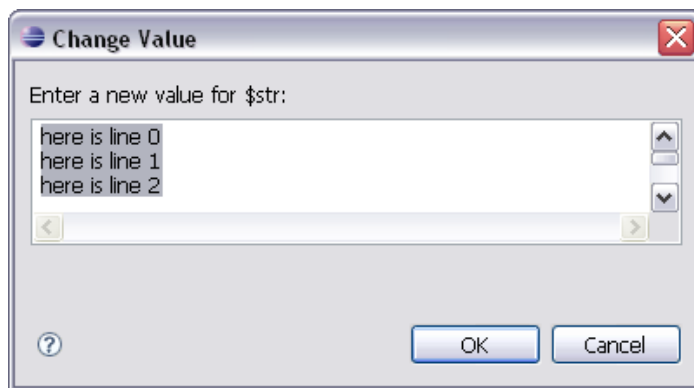 Change Value
Enter a new value for $str:
here is line 0
here is line 1
here is line 2
?
OK Cancel